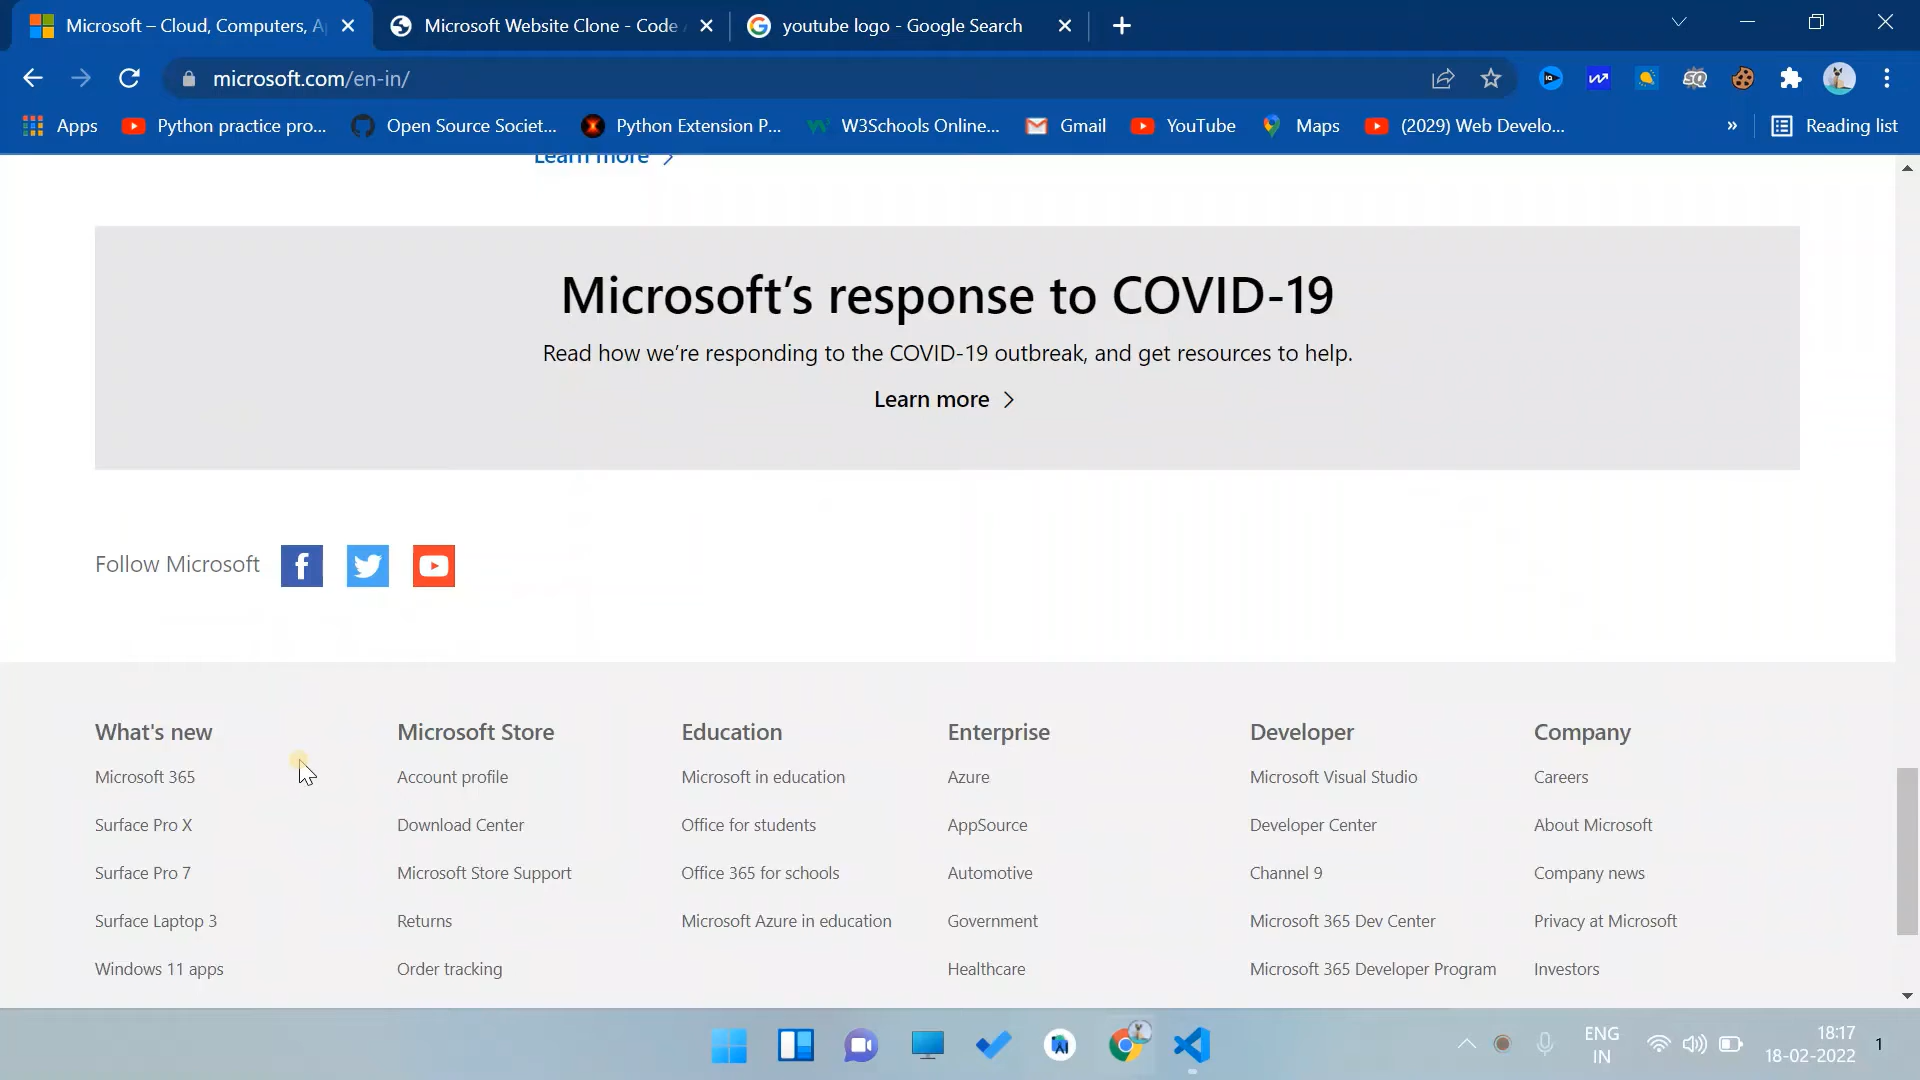 Microsoft – Cloud, Computers, A
Microsoft Website Clone - Code
youtube logo - Google Search
microsoft.com/en-in/
Apps
Python practice pro...
Open Source Societ...
Python Extension P...
W3Schools Online...
Gmail
YouTube
Maps
(2029) Web Develo...
»
Reading list
Learn more
Microsoft’s response to COVID-19
Read how we’re responding to the COVID-19 outbreak, and get resources to help.
Learn more
Follow Microsoft
What's new
Microsoft 365
Surface Pro X
Surface Pro 7
Surface Laptop 3
Windows 11 apps
Microsoft Store
Account profile
Download Center
Microsoft Store Support
Returns
Order tracking
Education
Microsoft in education
Office for students
Office 365 for schools
Microsoft Azure in education
Enterprise
Azure
AppSource
Automotive
Government
Healthcare
Developer
Microsoft Visual Studio
Developer Center
Channel 9
Microsoft 365 Dev Center
Microsoft 365 Developer Program
Company
Careers
About Microsoft
Company news
Privacy at Microsoft
Investors
ENG
IN
18:17
18-02-2022
1